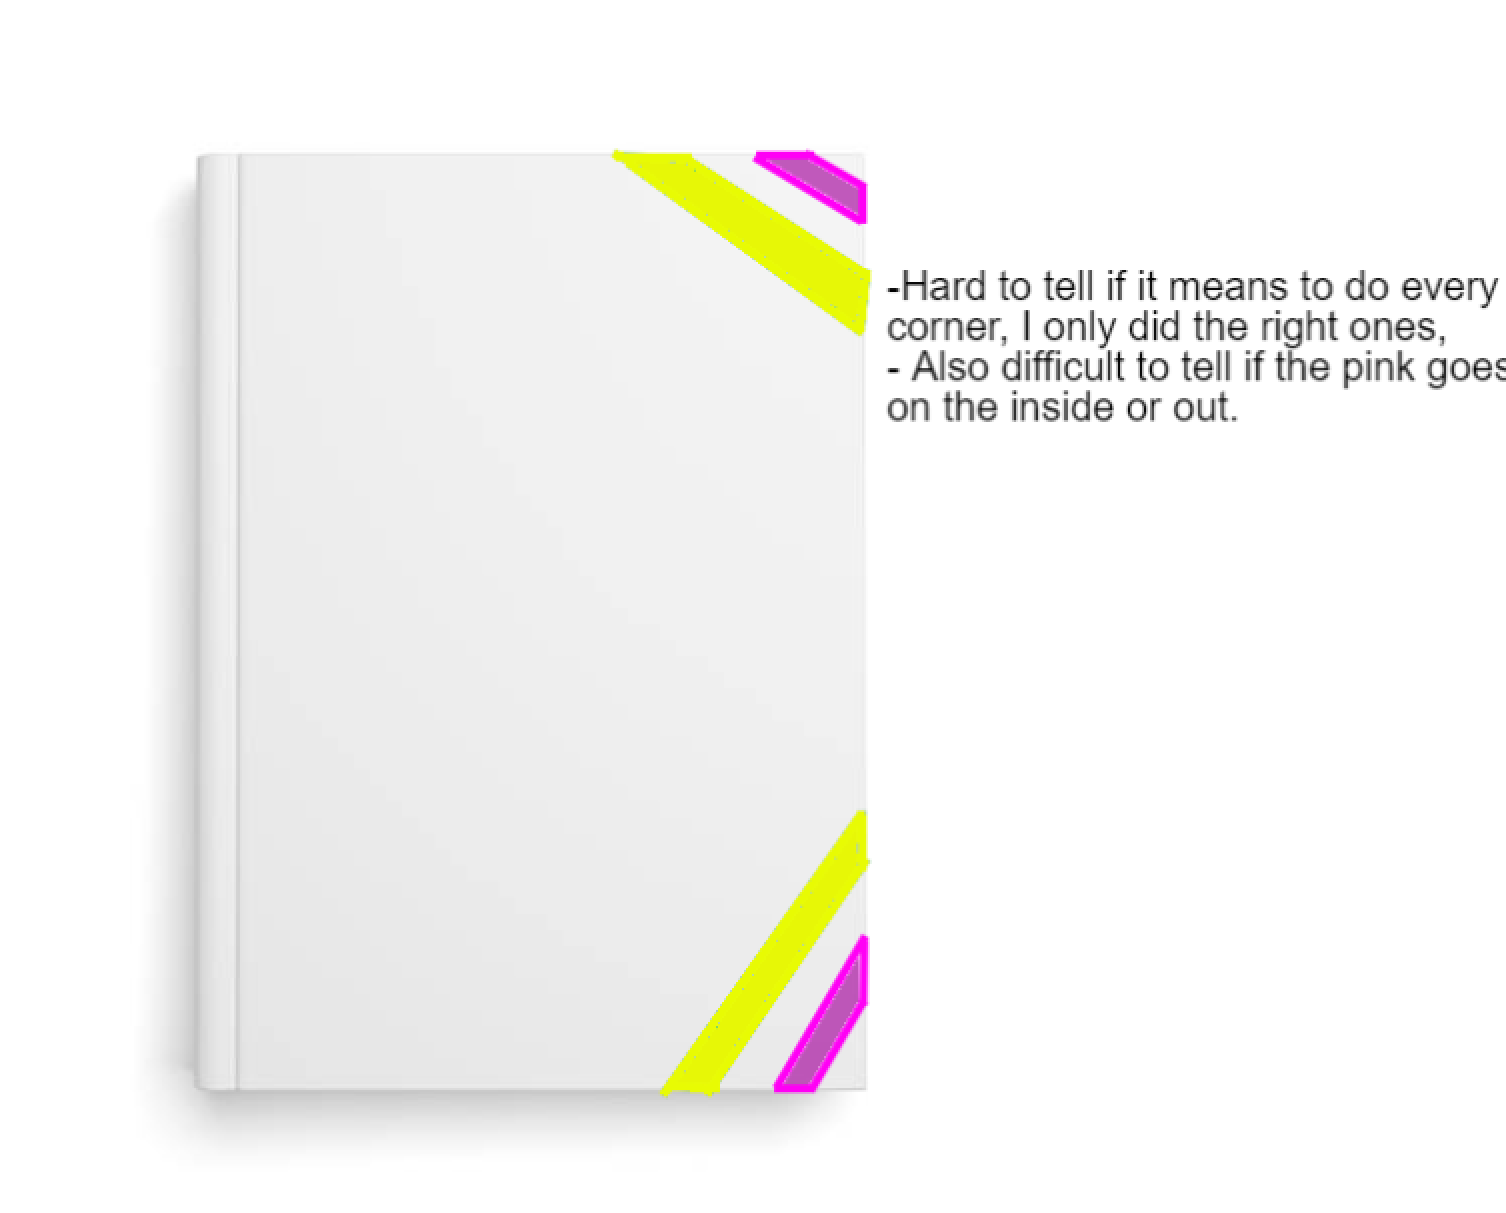 -Hard to tell if it means to do every
corner, I only did the right ones,
- Also difficult to tell if the pink goes
on the inside or out.